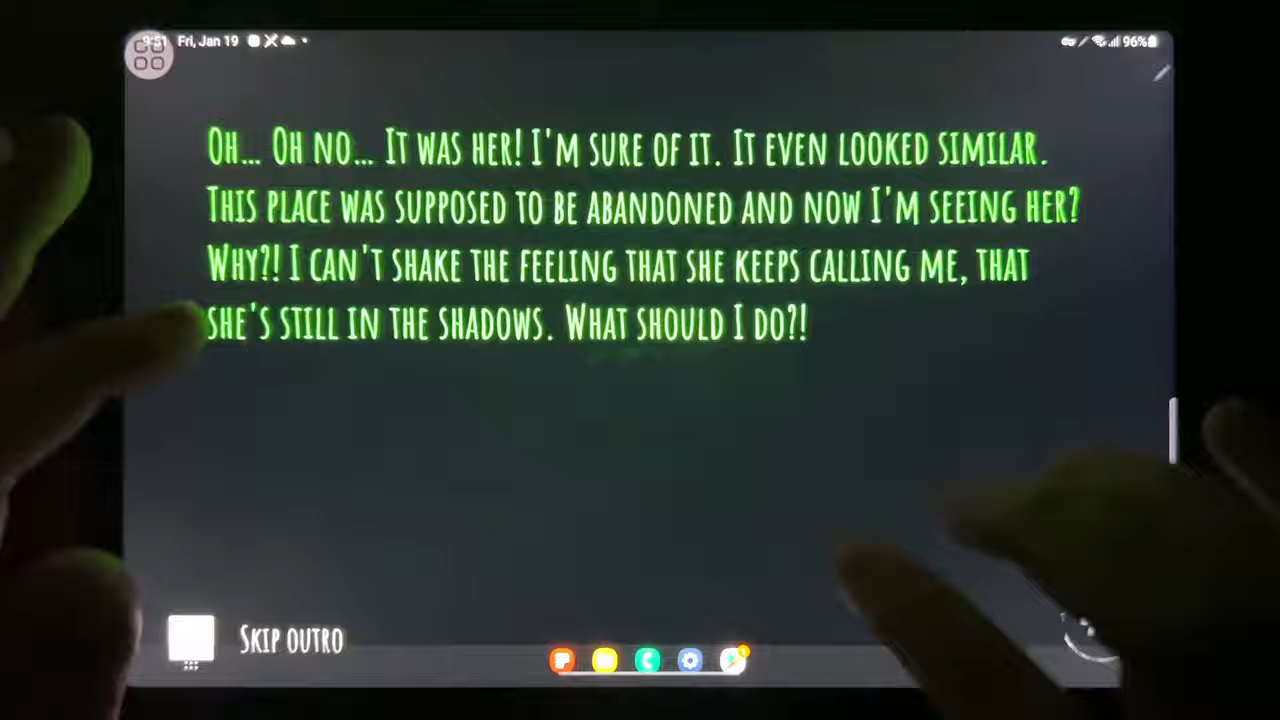 9:51 Fri, Jan 19 96%
Oh... Oh no... It was her! I'm sure of it. It even looked similar.
This place was supposed to be abandoned and now I'm seeing her?
Why?! I can't shake the feeling that she keeps calling me, that
she's still in the shadows. What should I do?!
Skip outro